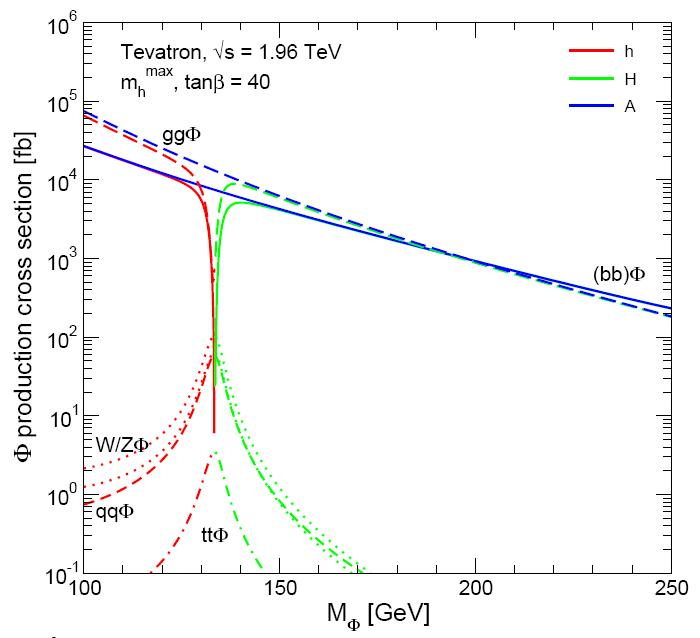 10^6
Tevatron, √s = 1.96 TeV
m_h^max, tanβ = 40
h
H
A
10^5
ggΦ
10^4
10^3
(bb)Φ
10^2
10^1
W/ZΦ
10^0
qqΦ
ttΦ
10^-1
100
150
200
250
M_Φ [GeV]
Φ production cross section [fb]